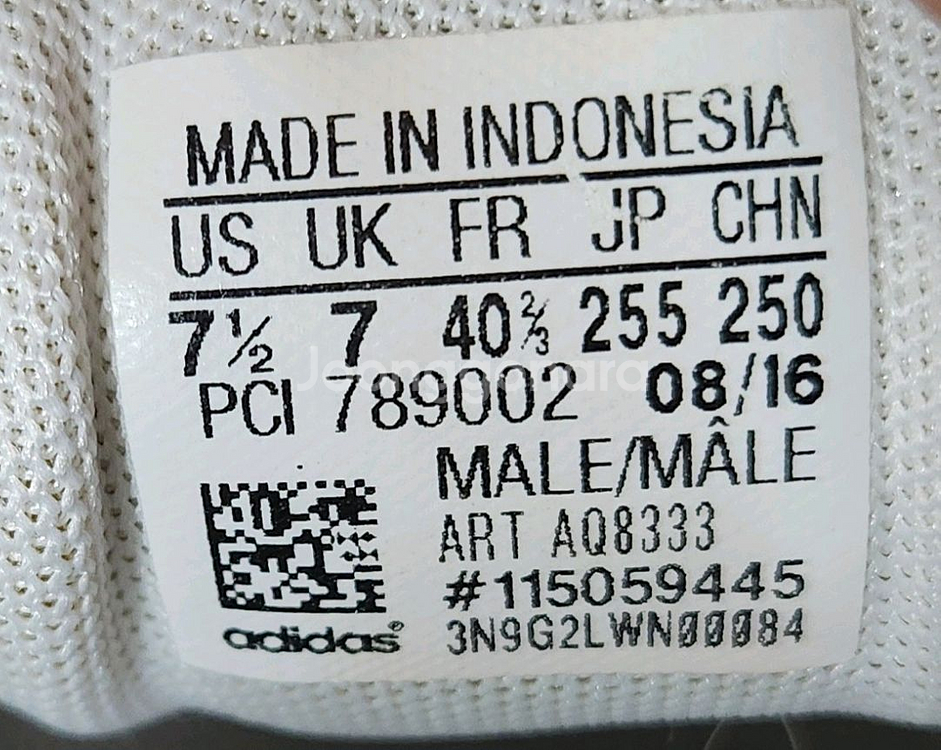 MADE IN INDONESIA
US UK FR JP CHN
7½ 7 40⅔ 255 250
Joonggonara
PCI 789002 08/16
MALE/MÂLE
ART AQ8333
#115059445
adidas® 3N9G2LWN00084